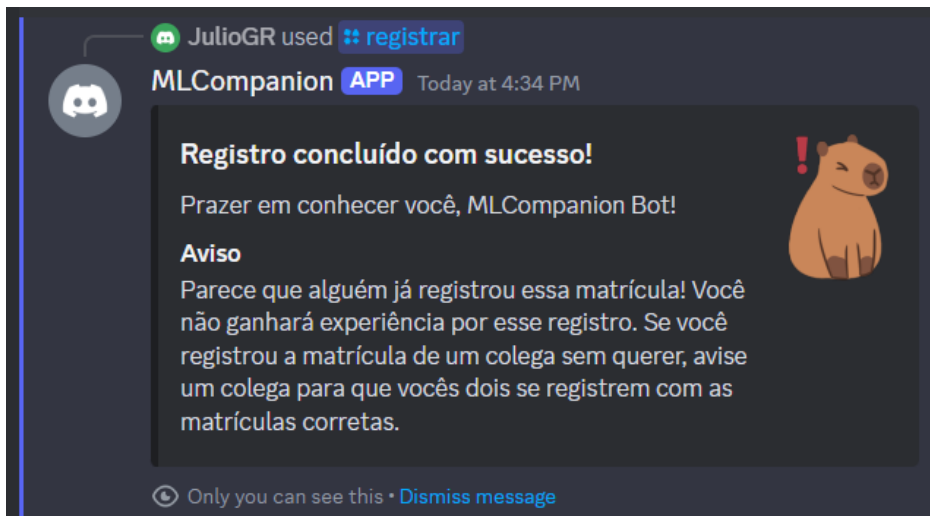 JulioGR used registrar
MLCompanion APP Today at 4:34 PM
Registro concluído com sucesso!
Prazer em conhecer você, MLCompanion Bot!
Aviso
Parece que alguém já registrou essa matrícula! Você
não ganhará experiência por esse registro. Se você
registrou a matrícula de um colega sem querer, avise
um colega para que vocês dois se registrem com as
matrículas corretas.
Only you can see this • Dismiss message